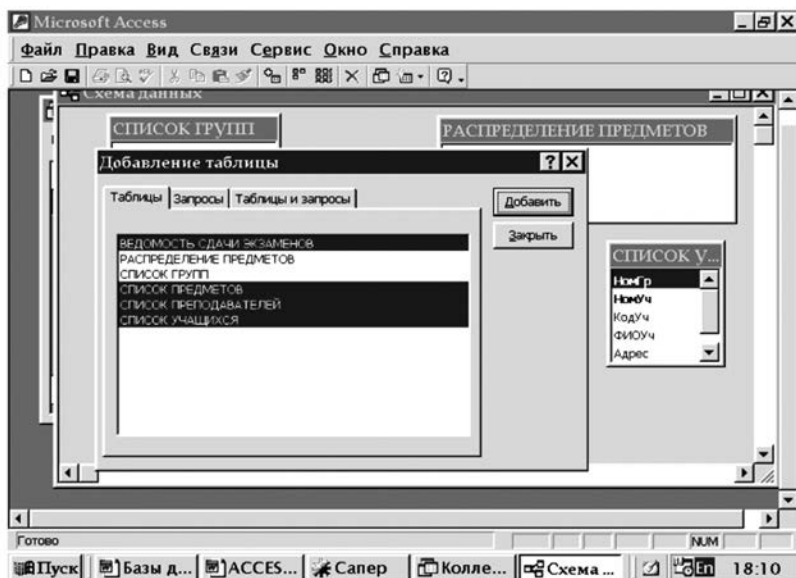 Microsoft Access
Файл Правка Вид Связи Сервис Окно Справка
Схема данных
СПИСОК ГРУПП
РАСПРЕДЕЛЕНИЕ ПРЕДМЕТОВ
Добавление таблицы
Таблицы Запросы Таблицы и запросы
Добавить
Закрыть
ВЕДОМОСТЬ СДАЧИ ЭКЗАМЕНОВ
РАСПРЕДЕЛЕНИЕ ПРЕДМЕТОВ
СПИСОК ГРУПП
СПИСОК ПРЕДМЕТОВ
СПИСОК ПРЕПОДАВАТЕЛЕЙ
СПИСОК УЧАЩИХСЯ
СПИСОК У...
НомГр
НомУч
КодУч
ФИОУч
Адрес
Готово
NUM
Пуск Базы д... ACCES... Сапер Колле... Схема ... En 18:10